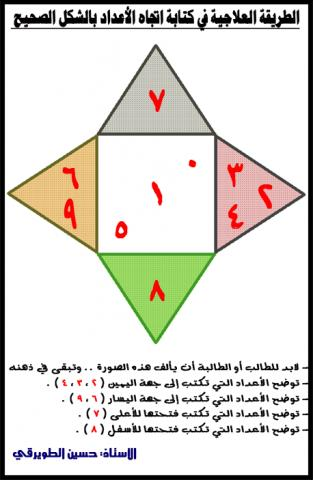 الطريقة العلاجية في كتابة اتجاه الأعداد بالشكل الصحيح
٧
٦
٩
٠
١
٥
٣
٢
٤
٨
- لابد للطالب أو الطالبة أن يألف هذه الصورة .. وتبقى في ذهنه
- توضح الأعداد التي تكتب إلى جهة اليمين ( ٢ ، ٣ ، ٤ ) .
- توضح الأعداد التي تكتب إلى جهة اليسار ( ٦ ، ٩ ) .
- توضح الأعداد التي تكتب فتحتها للأعلى ( ٧ ) .
- توضح الأعداد التي تكتب فتحتها للأسفل ( ٨ ) .
الاستاذ: حسين الطويرقي